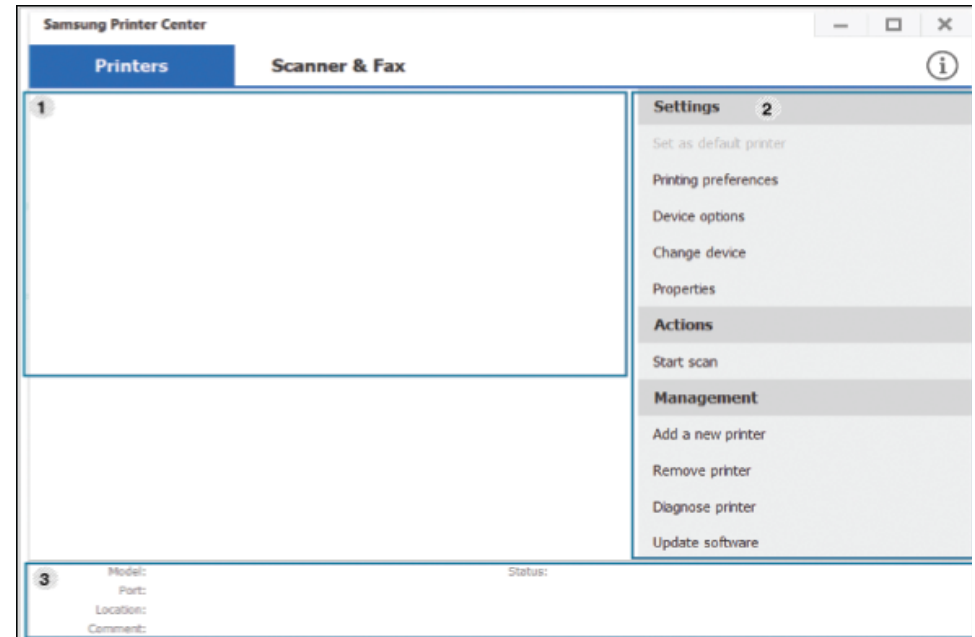 Samsung Printer Center
Printers Scanner & Fax
1
Settings 2
Set as default printer
Printing preferences
Device options
Change device
Properties
Actions
Start scan
Management
Add a new printer
Remove printer
Diagnose printer
Update software
3
Model: Status:
Port:
Location:
Comment: